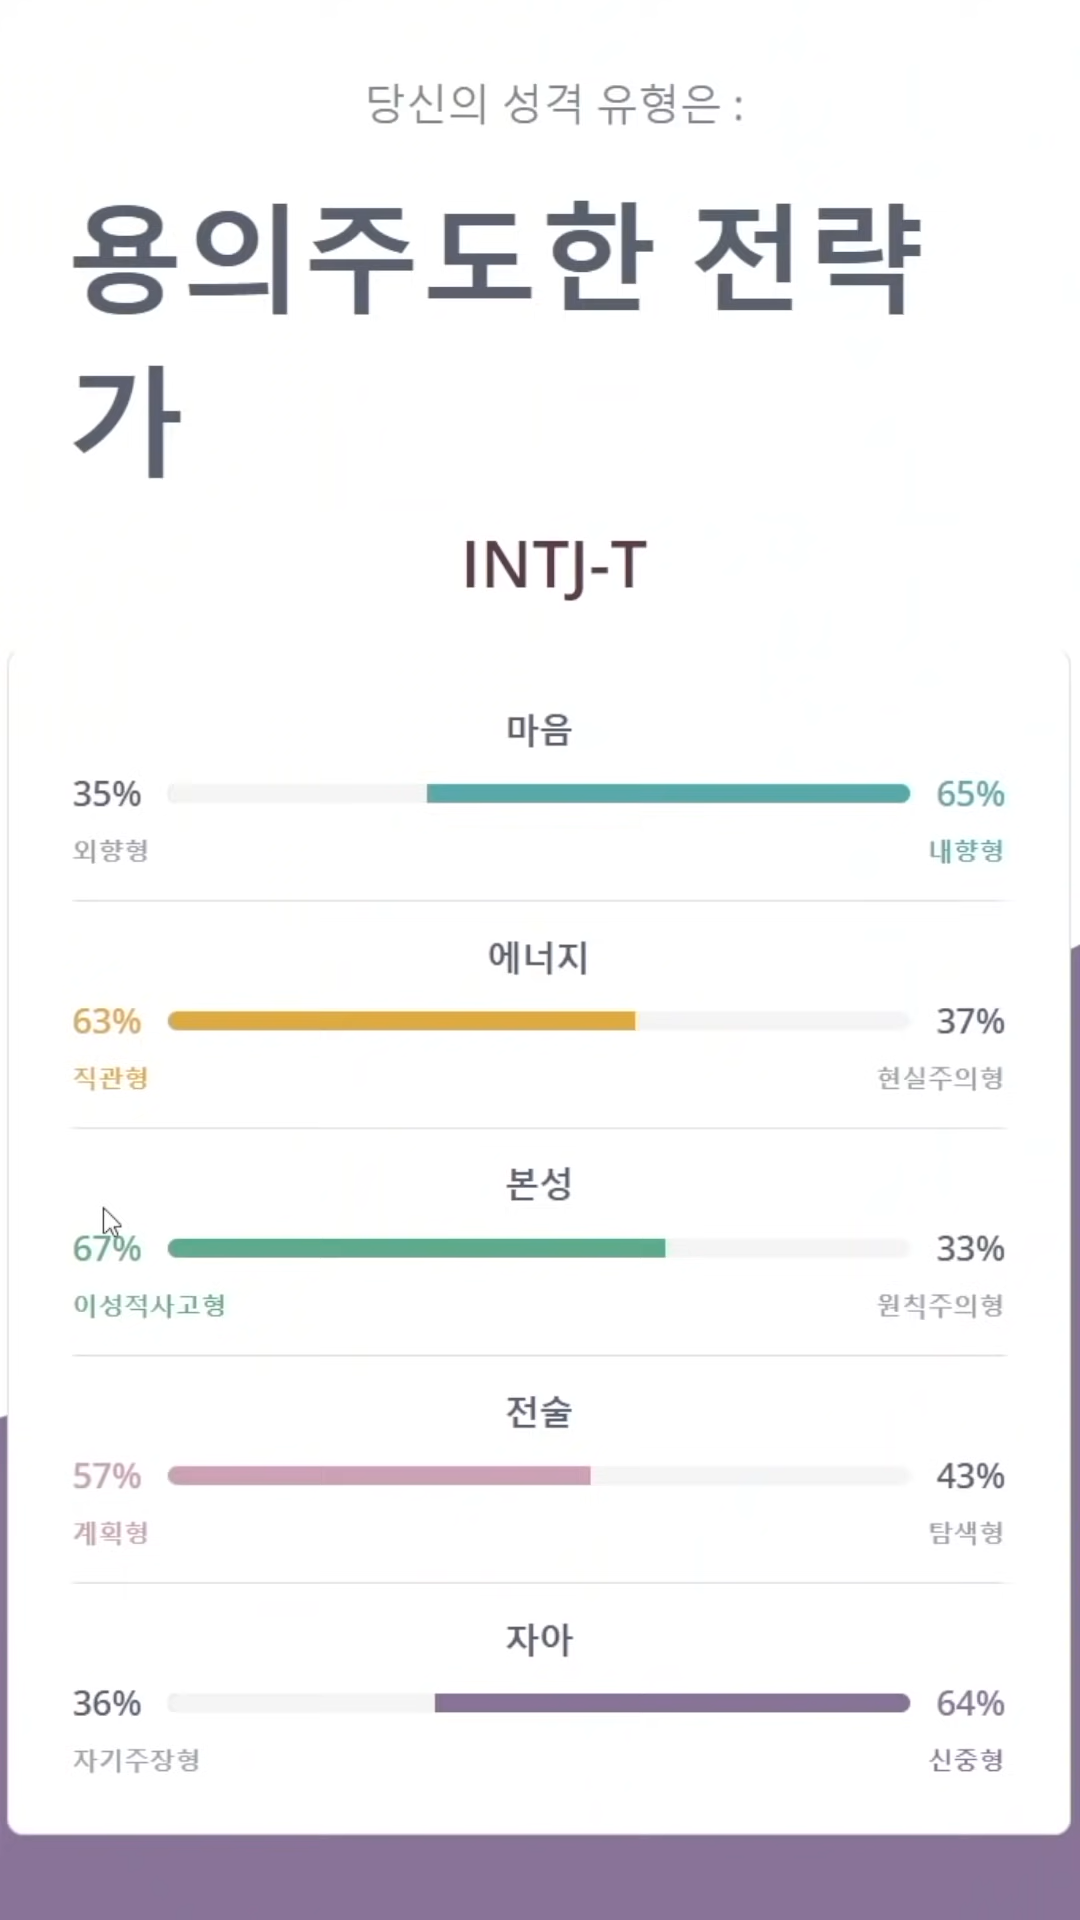 당신의 성격 유형은 :
용의주도한 전략
가
INTJ-T
마음
35% 65%
외향형 내향형
에너지
63% 37%
직관형 현실주의형
본성
67% 33%
이성적사고형 원칙주의형
전술
57% 43%
계획형 탐색형
자아
36% 64%
자기주장형 신중형